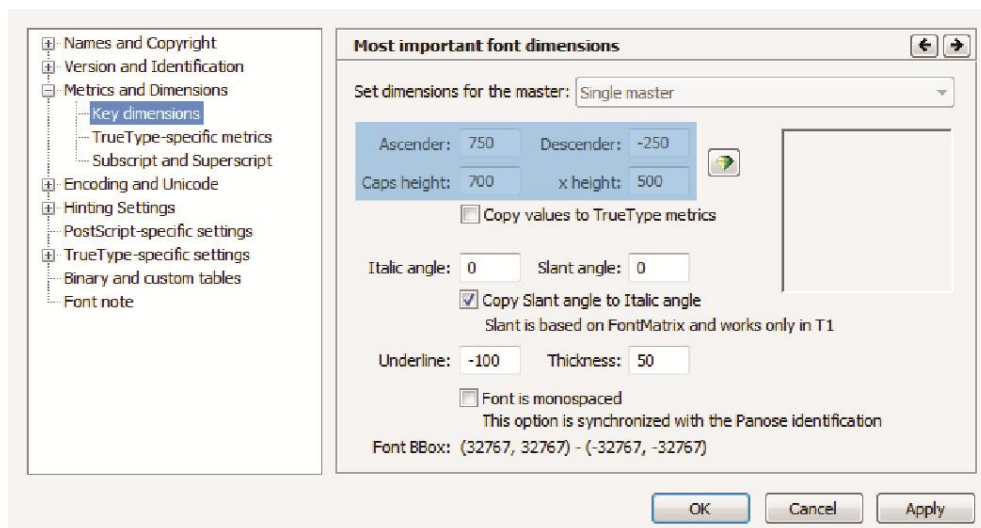 Names and Copyright
Version and Identification
Metrics and Dimensions
Key dimensions
TrueType-specific metrics
Subscript and Superscript
Encoding and Unicode
Hinting Settings
PostScript-specific settings
TrueType-specific settings
Binary and custom tables
Font note
Most important font dimensions
Set dimensions for the master: Single master
Ascender: 750 Descender: -250
Caps height: 700 x height: 500
Copy values to TrueType metrics
Italic angle: 0 Slant angle: 0
Copy Slant angle to Italic angle
Slant is based on FontMatrix and works only in T1
Underline: -100 Thickness: 50
Font is monospaced
This option is synchronized with the Panose identification
Font BBox: (32767, 32767) - (-32767, -32767)
OK Cancel Apply